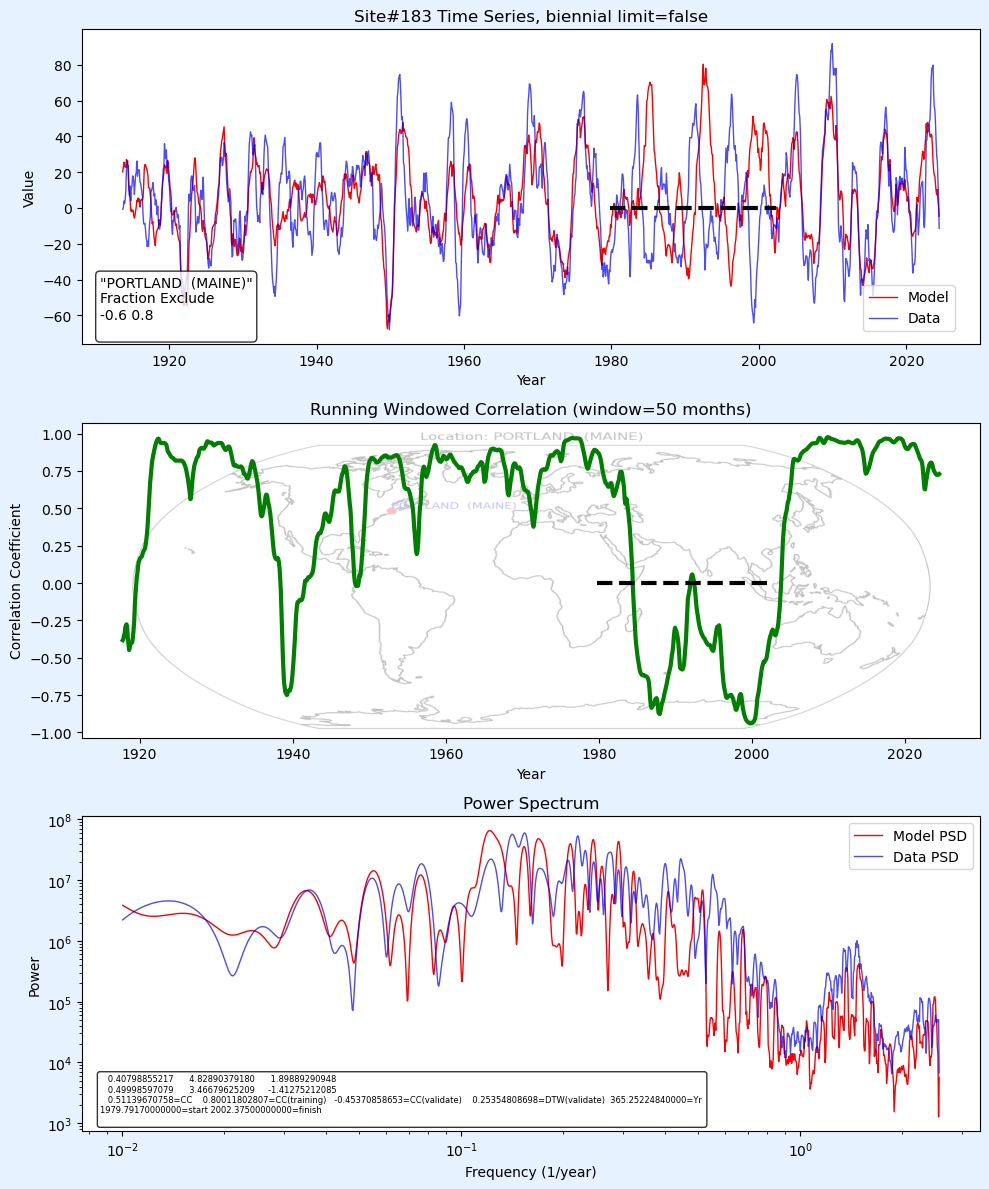 Site#183 Time Series, biennial limit=false
Value
80
60
40
20
0
−20
−40
−60
"PORTLAND  (MAINE)"
Fraction Exclude
-0.6 0.8
Model
Data
1920
1940
1960
1980
2000
2020
Year
Running Windowed Correlation (window=50 months)
Correlation Coefficient
1.00
0.75
0.50
0.25
0.00
−0.25
−0.50
−0.75
−1.00
Location: PORTLAND  (MAINE)
PORTLAND  (MAINE)
1920
1940
1960
1980
2000
2020
Year
Power Spectrum
Power
10^8
10^7
10^6
10^5
10^4
10^3
Model PSD
Data PSD
0.40798855217 4.82890379180 1.89889290948
0.49998597079 3.46679625209 -1.41275212085
0.51139670758=CC 0.80011802807=CC(training) -0.45370858653=CC(validate) 0.25354808698=DTW(validate) 365.25224840000=Yr
1979.79170000000=start 2002.37500000000=finish
10^−2
10^−1
10^0
Frequency (1/year)